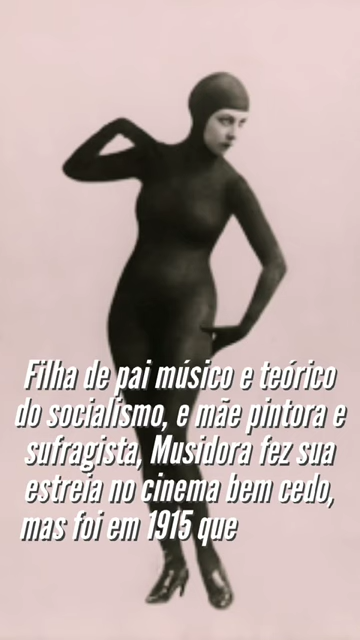 Filha de pai músico e teórico
do socialismo, e mãe pintora e
sufragista, Musidora fez sua
estreia no cinema bem cedo,
mas foi em 1915 que